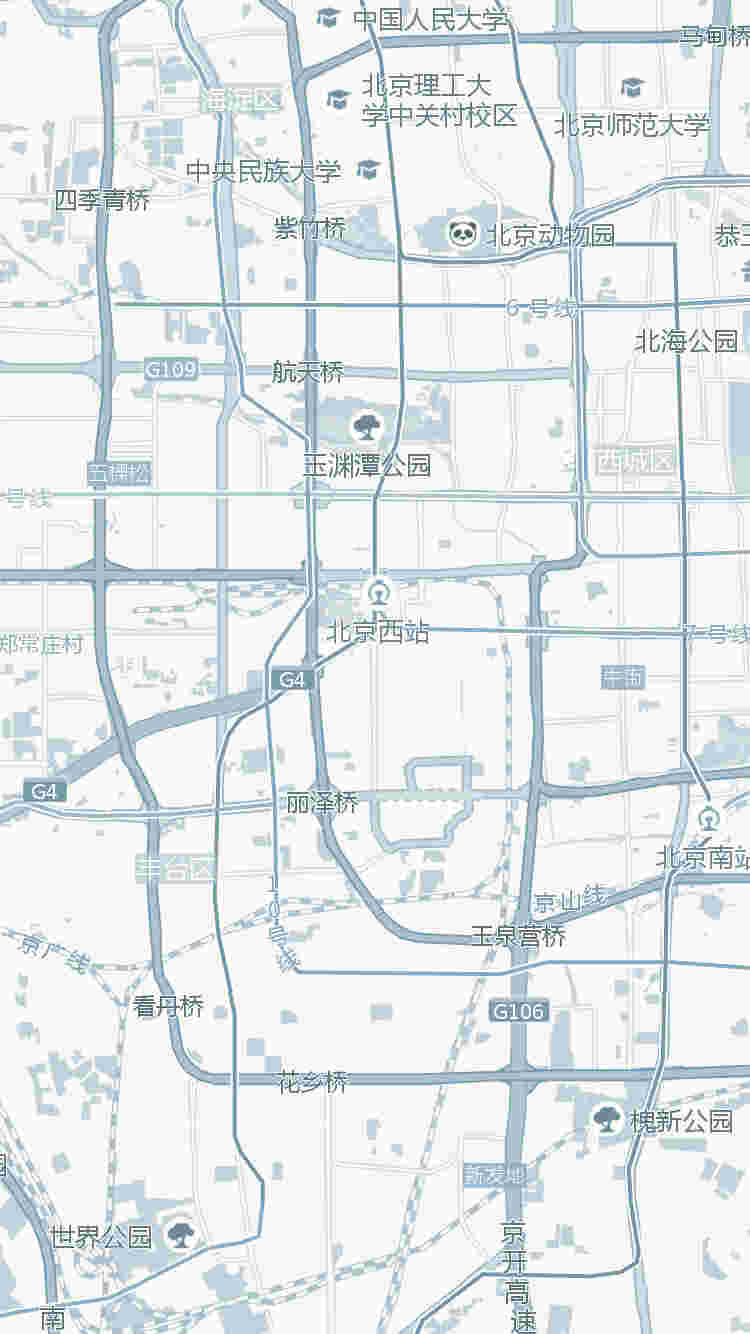 中国人民大学
马甸桥
北京理工大
学中关村校区
海淀区
北京师范大学
中央民族大学
四季青桥
紫竹桥
北京动物园
恭王
6号线
北海公园
G109
航天桥
玉渊潭公园
西城区
五棵松
号线
北京西站
7号线
郑常庄村
G4
牛街
G4
丽泽桥
北京南站
丰台区
10号线
京山线
王泉营桥
京广线
看丹桥
G106
花乡桥
槐新公园
新发地
世界公园
京开高速
南